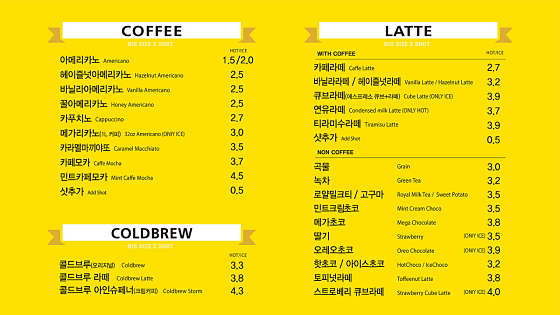 COFFEE
BIG SIZE 2 SHOT
HOT/ICE
아메리카노 Americano 1,5/2,0
헤이즐넛아메리카노 Hazelnut Americano 2,5
바닐라아메리카노 Vanilla Americano 2,5
꿀아메리카노 Honey Americano 2,5
카푸치노 Cappuccino 2,7
메가리카노 32oz Americano (ONlY ICE) 3,0
카라멜마끼야또 Caramel Macchiato 3,5
카페모카 Caffe Mocha 3,7
민트카페모카 Mint Caffe Mocha 4,5
샷추가 Add Shot 0,5
COLDBREW
BIG SIZE 2 SHOT
HOT/ICE
콜드브루(오리지널) Coldbrew 3,3
콜드브루 라떼 Coldbrew Latte 3,8
콜드브루 아인슈페너(크림커피) Coldbrew Storm 4,3
LATTE
BIG SIZE 2 SHOT
WITH COFFEE HOT/ICE
카페라떼 Caffe Latte 2,7
바닐라라떼 / 헤이즐넛라떼 Vanilla Latte / Hazelnut Latte 3,2
큐브라떼(에스프레소 큐브+라떼) Cube Latte (ONlY ICE) 3,9
연유라떼 Condensed milk Latte (ONLY HOT) 3,7
티라미수라떼 Tiramisu Latte 3,9
샷추가 Add Shot 0,5
NON COFFEE
곡물 Grain 3,0
녹차 Green Tea 3,2
로얄밀크티 / 고구마 Royal Milk Tea / Sweet Potato 3,5
민트크림초코 Mint Cream Choco 3,5
메가초코 Mega Chocolate 3,8
딸기 Strawberry (ONlY ICE) 3,5
오레오초코 Oreo Chocolate (ONlY ICE) 3,9
핫초코 / 아이스초코 HotChoco / IceChoco 3,2
토피넛라떼 Toffeenut Latte 3,8
스트로베리 큐브라떼 Strawberry Cube Latte (ONlY ICE) 4,0